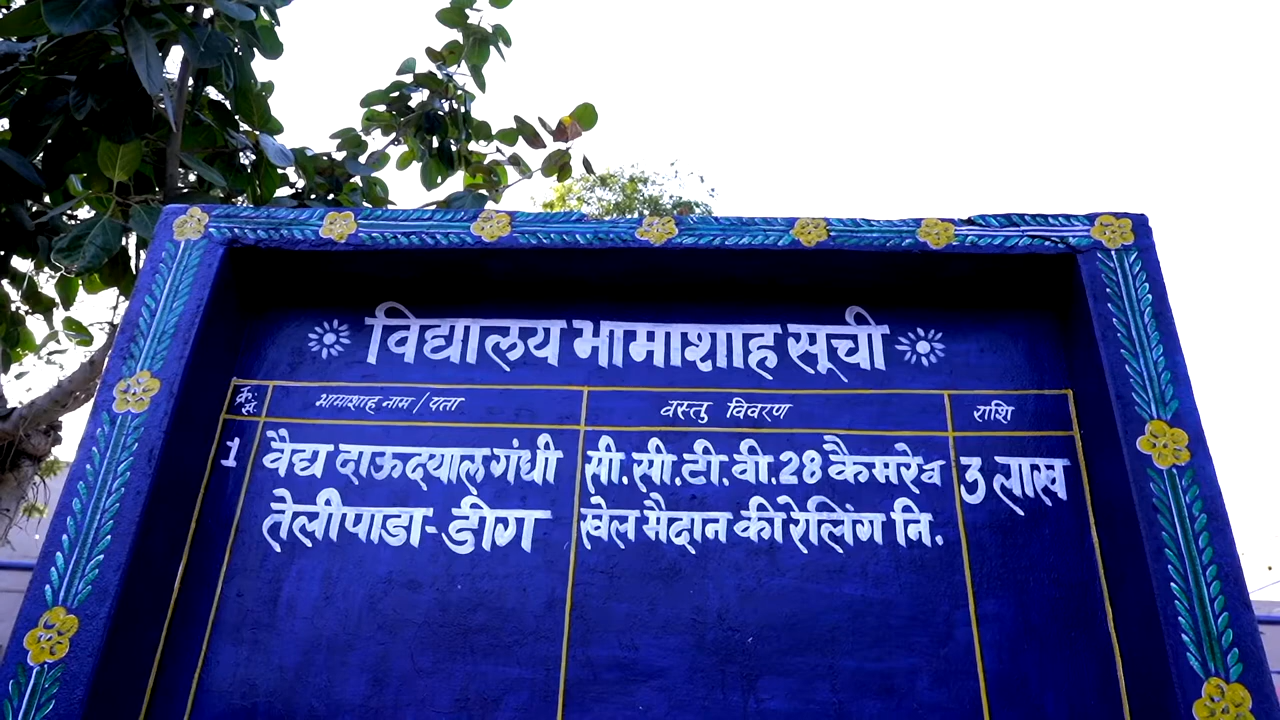 विद्यालय भामाशाह सूची
क्र. सं. भामाशाह नाम / पता वस्तु विवरण राशि
1 वैद्य दाऊदयाल गंधी सी.सी.टी.वी.28 कैमरे व 3 लाख
तेलीपाडा-डीग खेल मैदान की रेलिंग नि.